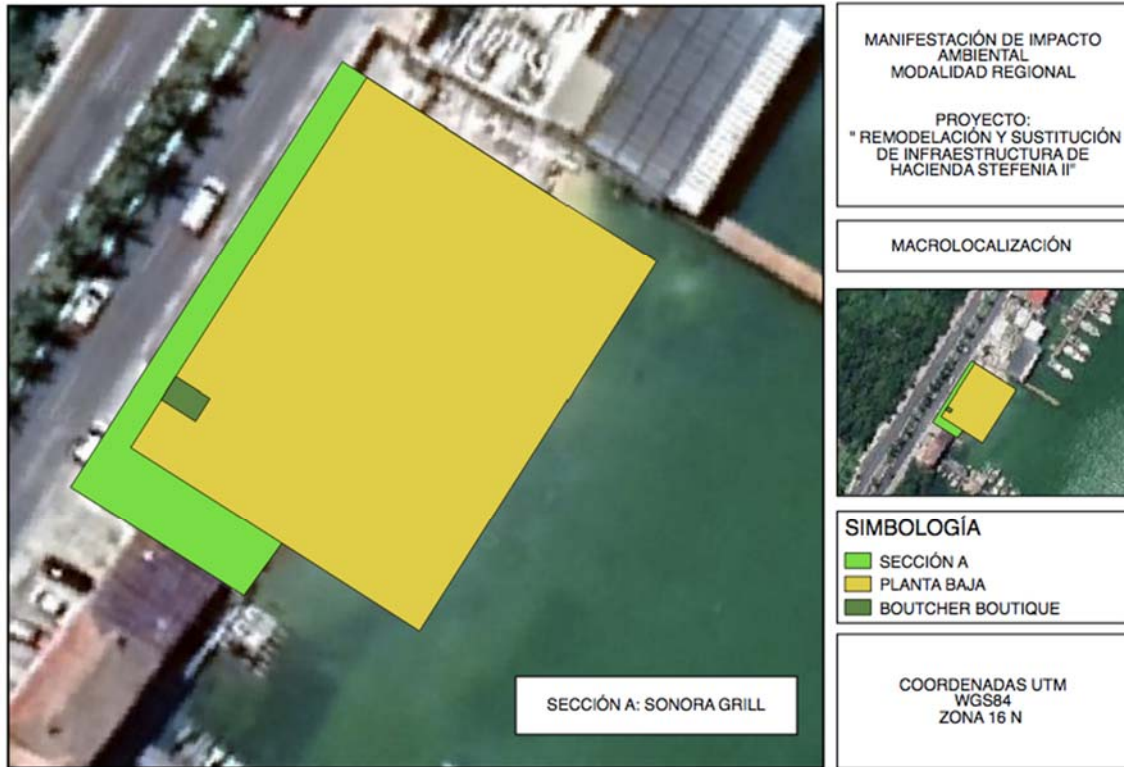 MANIFESTACIÓN DE IMPACTO
AMBIENTAL
MODALIDAD REGIONAL
PROYECTO:
" REMODELACIÓN Y SUSTITUCIÓN
DE INFRAESTRUCTURA DE
HACIENDA STEFENIA II"
MACROLOCALIZACIÓN
SIMBOLOGÍA
SECCIÓN A
PLANTA BAJA
BOUTCHER BOUTIQUE
COORDENADAS UTM
WGS84
ZONA 16 N
SECCIÓN A: SONORA GRILL